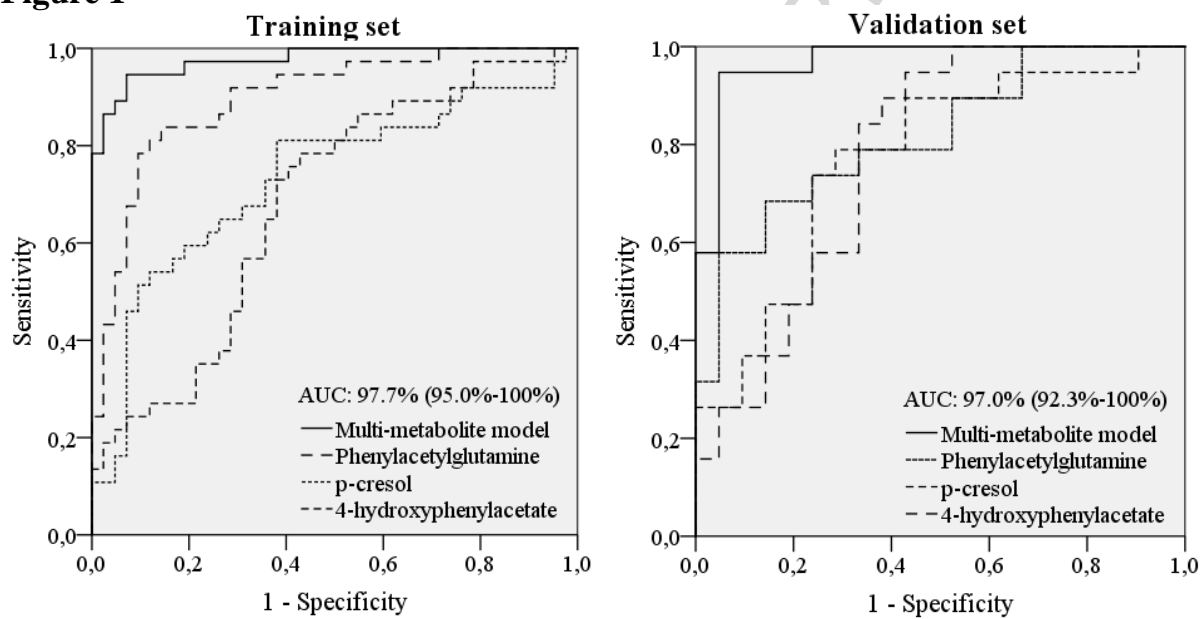 Figure 1
Training set
1,0
0,8
0,6
0,4
0,2
0,0
Sensitivity
AUC: 97.7% (95.0%-100%)
Multi-metabolite model
Phenylacetylglutamine
p-cresol
4-hydroxyphenylacetate
0,0 0,2 0,4 0,6 0,8 1,0
1 - Specificity
Validation set
1,0
0,8
0,6
0,4
0,2
0,0
Sensitivity
AUC: 97.0% (92.3%-100%)
Multi-metabolite model
Phenylacetylglutamine
p-cresol
4-hydroxyphenylacetate
0,0 0,2 0,4 0,6 0,8 1,0
1 - Specificity